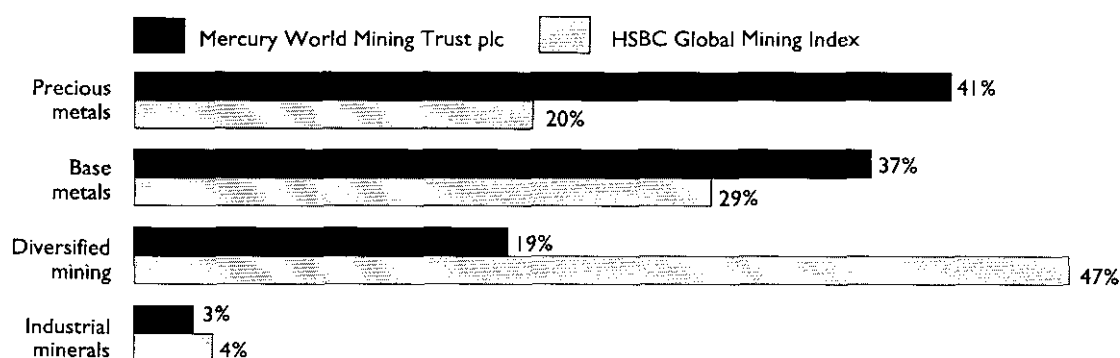 Mercury World Mining Trust plc HSBC Global Mining Index
Precious
metals
41%
20%
Base
metals
37%
29%
Diversified
mining
19%
47%
Industrial
minerals
3%
4%